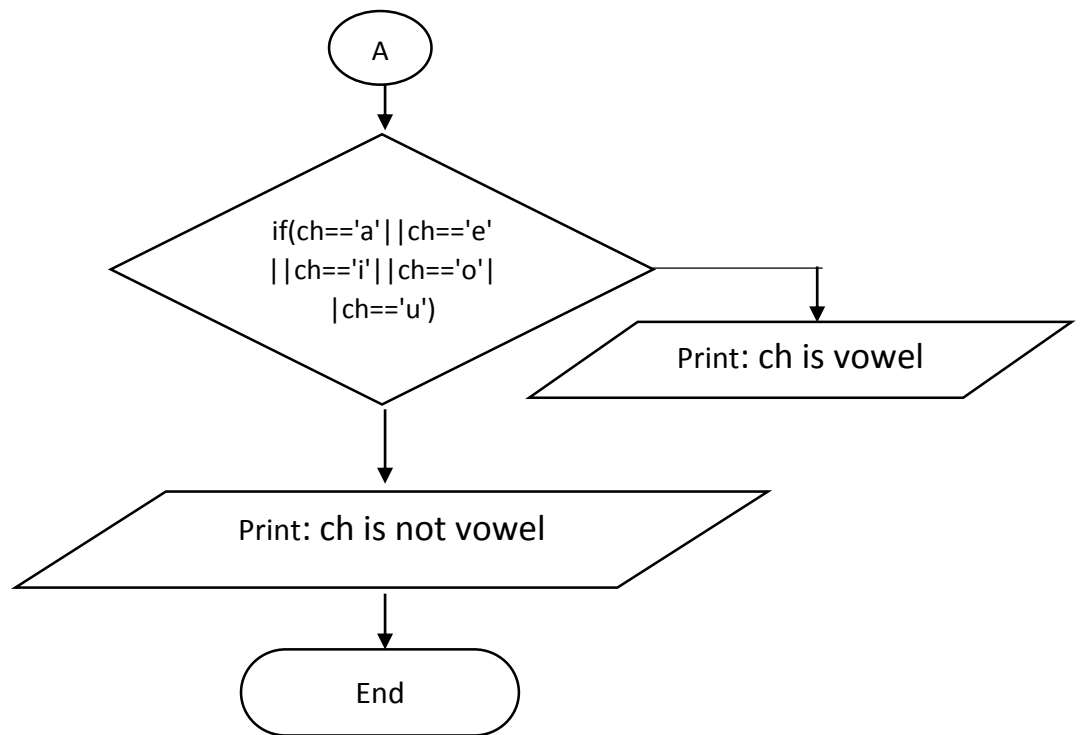 A
if(ch=='a'||ch=='e'
||ch=='i'||ch=='o'|
|ch=='u')
Print: ch is vowel
Print: ch is not vowel
End